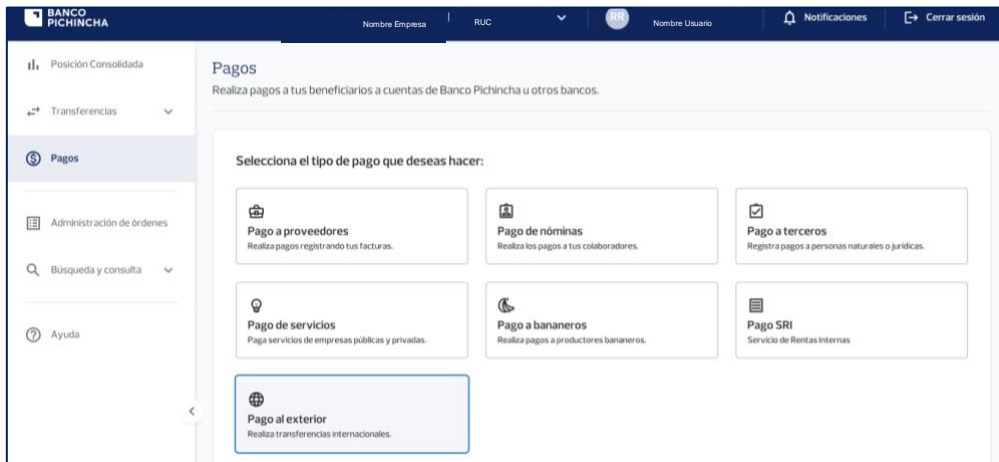 BANCO
PICHINCHA
Nombre Empresa
RUC
RR
Nombre Usuario
Notificaciones
Cerrar sesión
Posición Consolidada
Transferencias
Pagos
Administración de órdenes
Búsqueda y consulta
Ayuda
Pagos
Realiza pagos a tus beneficiarios a cuentas de Banco Pichincha u otros bancos.
Selecciona el tipo de pago que deseas hacer:
Pago a proveedores
Realiza pagos registrando tus facturas.
Pago de nóminas
Realiza los pagos a tus colaboradores.
Pago a terceros
Registra pagos a personas naturales o jurídicas.
Pago de servicios
Paga servicios de empresas públicas y privadas.
Pago a bananeros
Realiza pagos a productores bananeros.
Pago SRI
Servicio de Rentas Internas
Pago al exterior
Realiza transferencias internacionales.